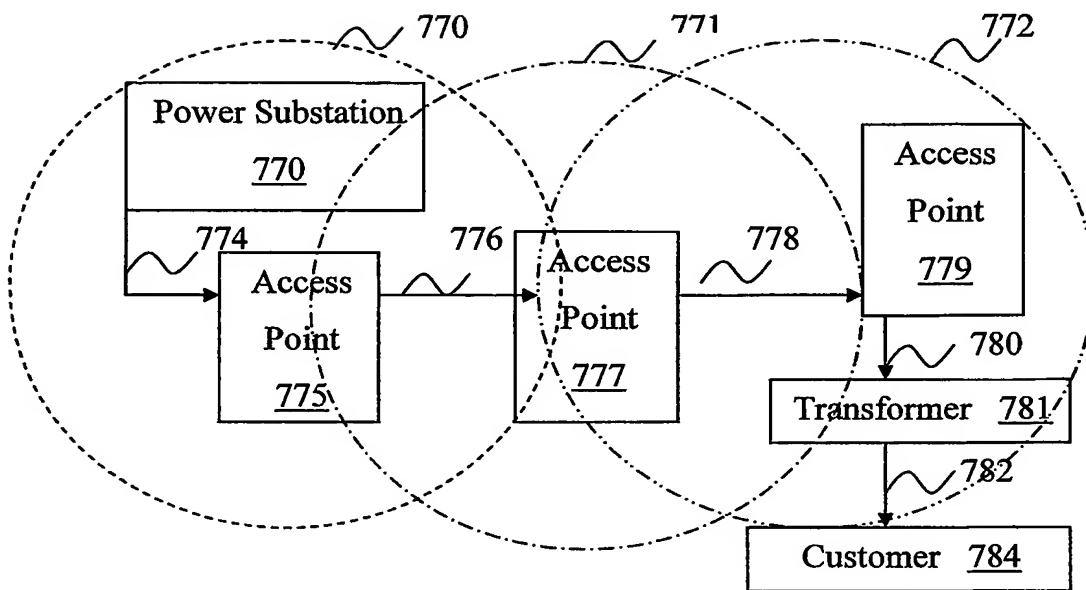 770
771
772
Power Substation
770
Access
Point
779
774
776
778
Access
Point
775
Access
Point
777
780
Transformer 781
782
Customer 784